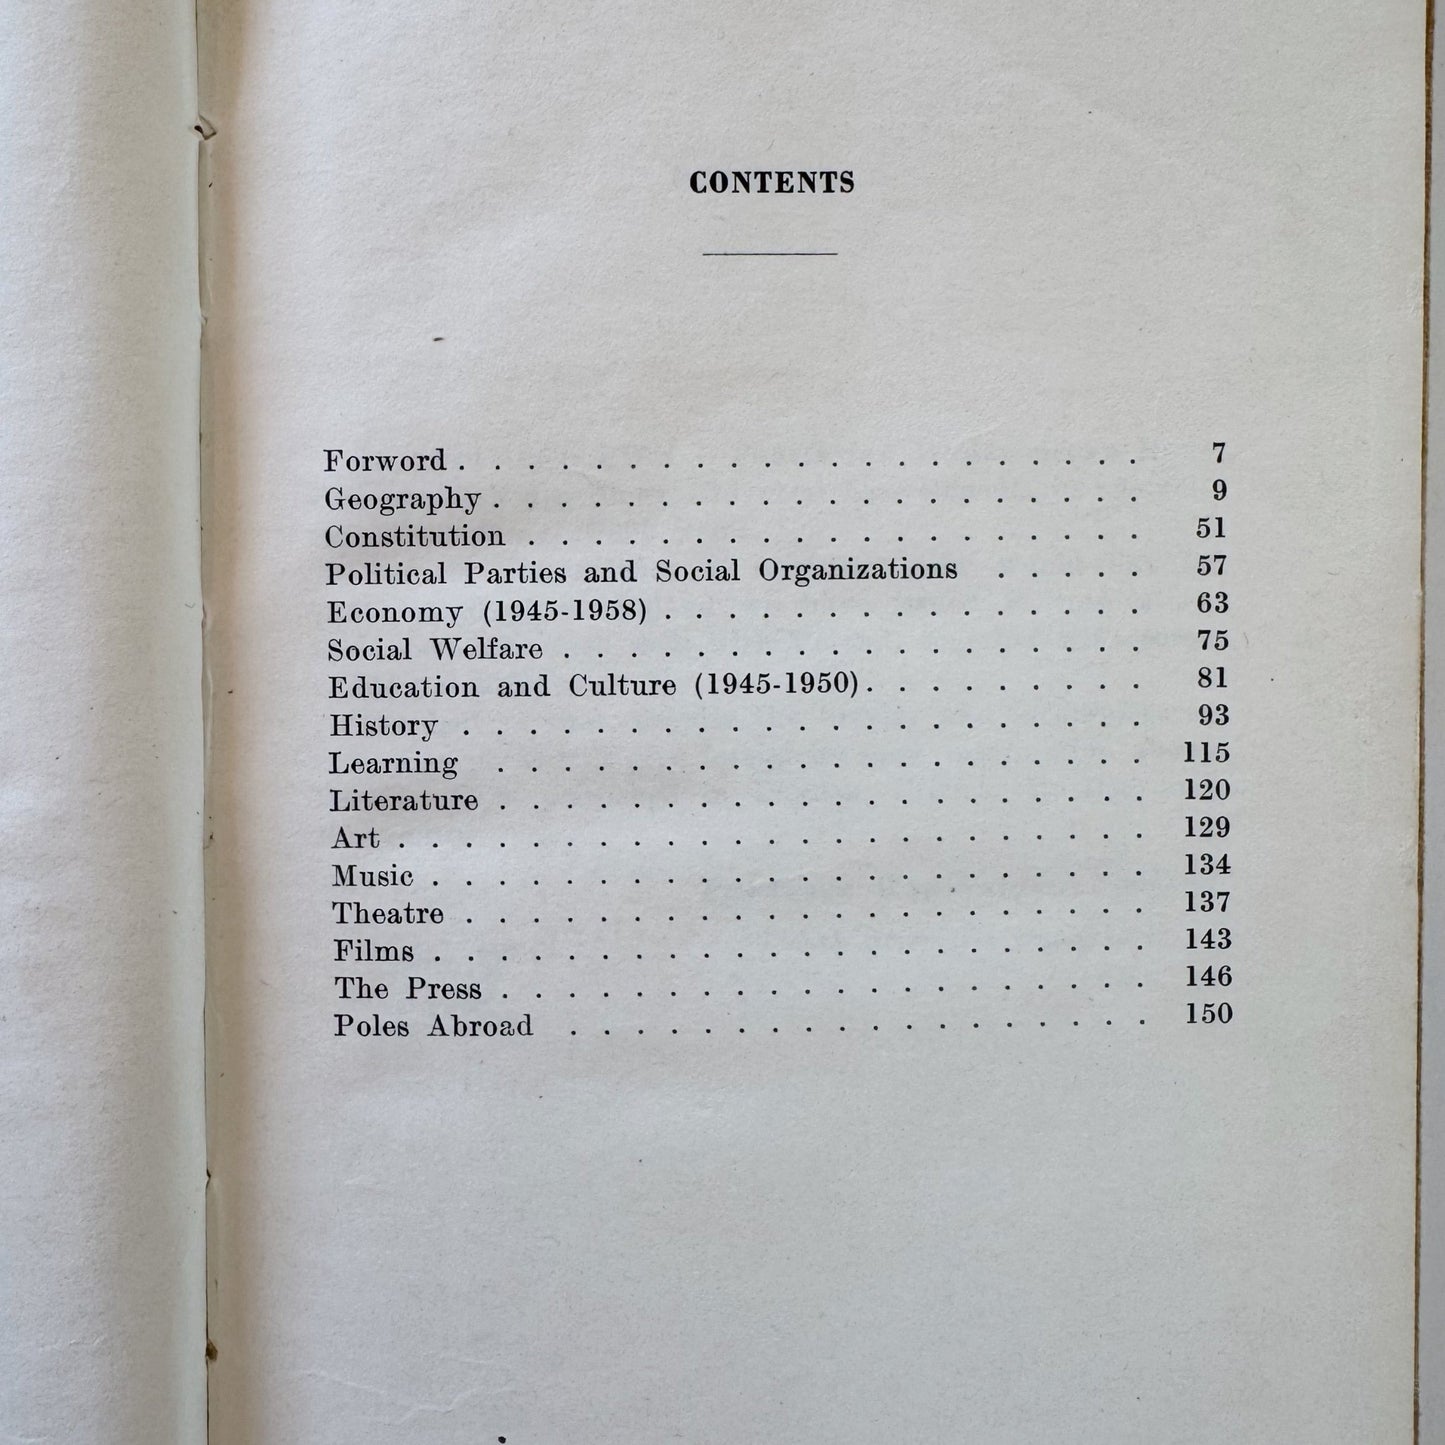 CONTENTS
Forword . . . . . . . . . . . . . . . . . . . . . 7
Geography . . . . . . . . . . . . . . . . . . . . 9
Constitution . . . . . . . . . . . . . . . . . . . 51
Political Parties and Social Organizations . . . . . 57
Economy (1945-1958) . . . . . . . . . . . . . . . 63
Social Welfare . . . . . . . . . . . . . . . . . . 75
Education and Culture (1945-1950) . . . . . . . . . 81
History . . . . . . . . . . . . . . . . . . . . . 93
Learning . . . . . . . . . . . . . . . . . . . . 115
Literature . . . . . . . . . . . . . . . . . . . . 120
Art . . . . . . . . . . . . . . . . . . . . . . . 129
Music . . . . . . . . . . . . . . . . . . . . . . 134
Theatre . . . . . . . . . . . . . . . . . . . . . 137
Films . . . . . . . . . . . . . . . . . . . . . . 143
The Press . . . . . . . . . . . . . . . . . . . . 146
Poles Abroad . . . . . . . . . . . . . . . . . . 150